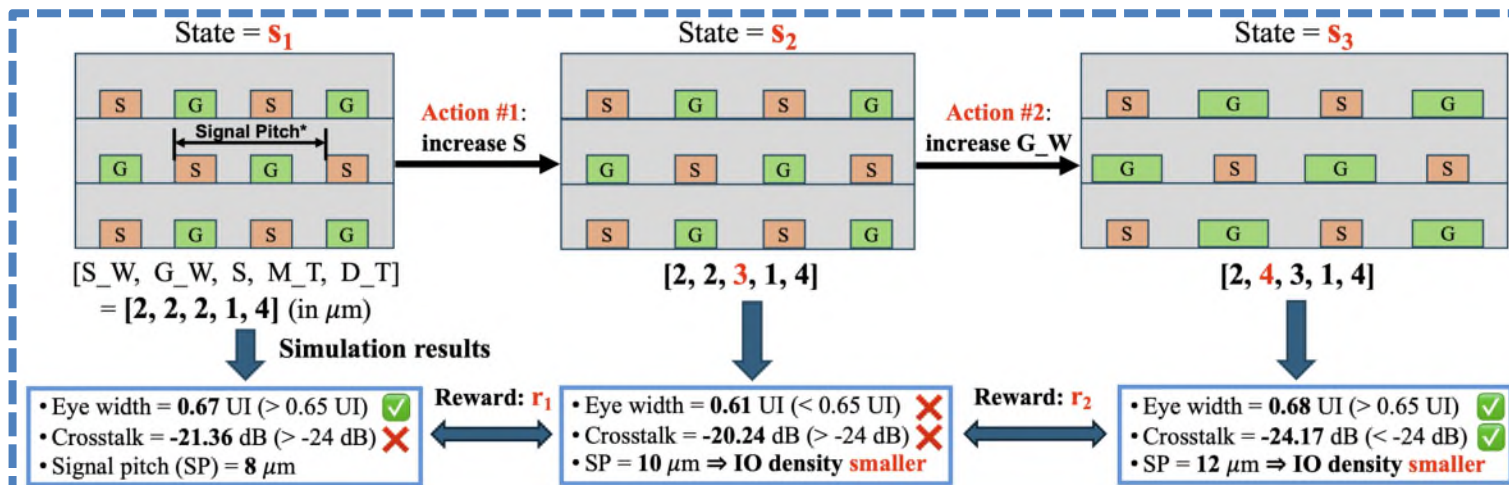 State = s₁
State = s₂
State = s₃
S G S G
S G S G
S G S G
Signal Pitch*
G S G S
G S G S
G S G S
S G S G
S G S G
S G S G
Action #1:
increase S
Action #2:
increase G_W
[S_W, G_W, S, M_T, D_T]
= [2, 2, 2, 1, 4] (in μm)
[2, 2, 3, 1, 4]
[2, 4, 3, 1, 4]
Simulation results
• Eye width = 0.67 UI (> 0.65 UI) ✅
• Crosstalk = -21.36 dB (> -24 dB) ❌
• Signal pitch (SP) = 8 μm
Reward: r₁
• Eye width = 0.61 UI (< 0.65 UI) ❌
• Crosstalk = -20.24 dB (> -24 dB) ❌
• SP = 10 μm ⇒ IO density smaller
Reward: r₂
• Eye width = 0.68 UI (> 0.65 UI) ✅
• Crosstalk = -24.17 dB (< -24 dB) ✅
• SP = 12 μm ⇒ IO density smaller